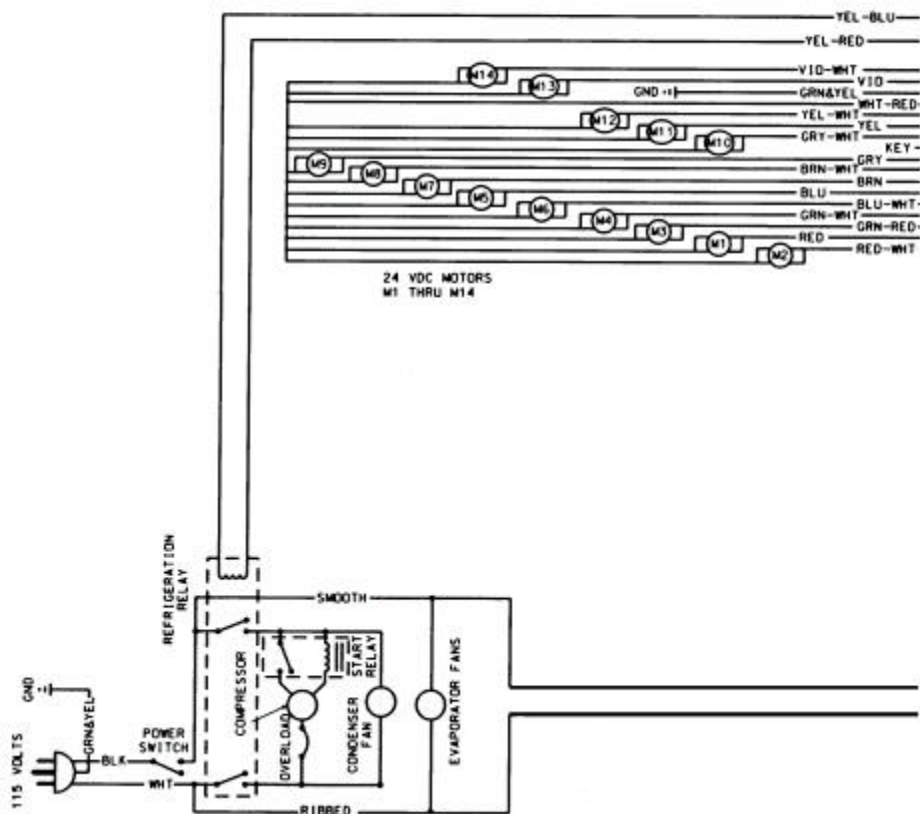 YEL-BLU
YEL-RED
M14
VIO-WHT
M13
VIO
GND
GRN&YEL
WHT-RED
M12
YEL-WHT
M11
YEL
M10
GRY-WHT
KEY
M9
GRY
M8
BRN-WHT
M7
BRN
M5
BLU
M6
BLU-WHT
M4
GRN-WHT
M3
GRN-RED
M1
RED
M2
RED-WHT
24 VDC MOTORS
M1 THRU M14
REFRIGERATION
RELAY
SMOOTH
START
RELAY
COMPRESSOR
OVERLOAD
CONDENSER
FAN
EVAPORATOR FANS
GND
GRN&YEL
POWER
SWITCH
BLK
WHT
115 VOLTS
RIBBED